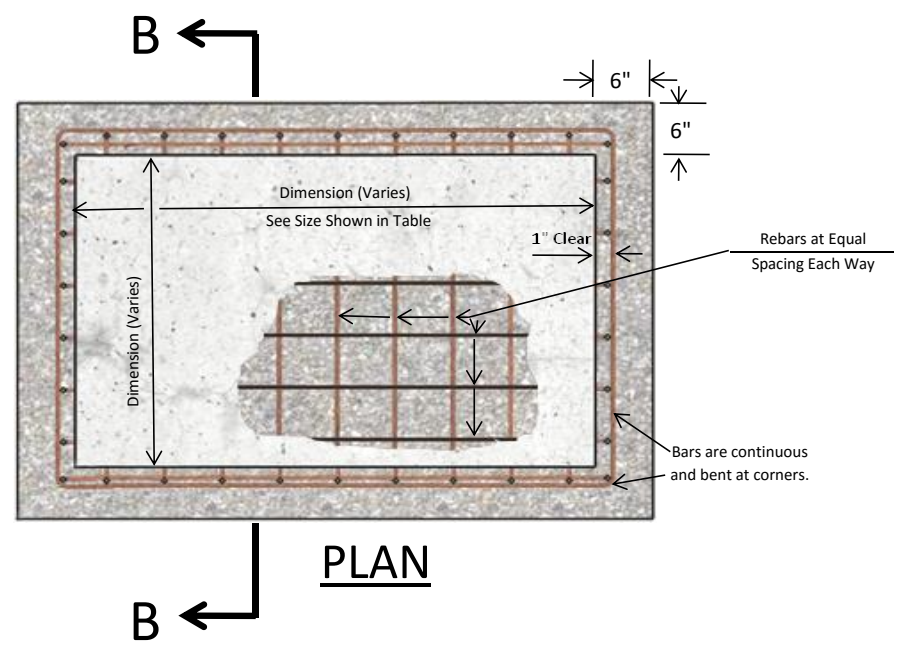 B
6"
6"
Dimension (Varies)
See Size Shown in Table
1" Clear
Rebars at Equal
Spacing Each Way
Dimension (Varies)
Bars are continuous
and bent at corners.
PLAN
B